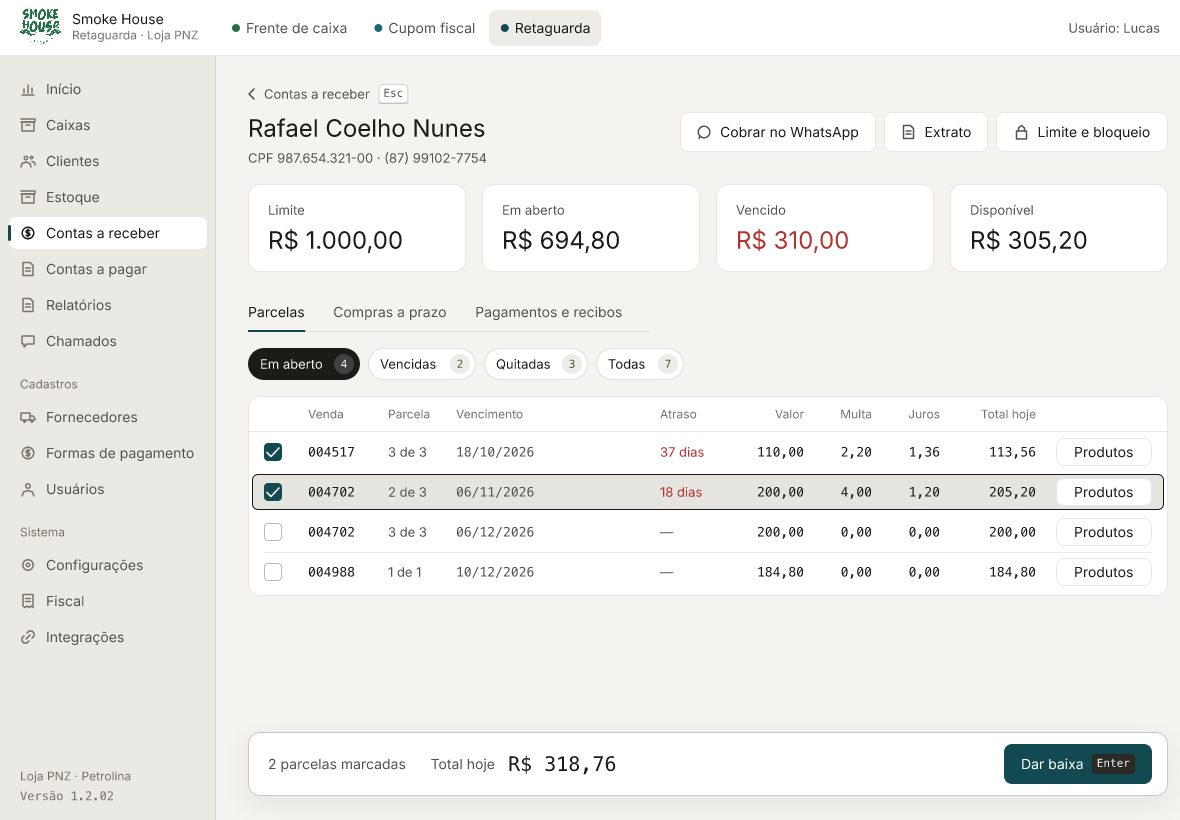 SMOKE HOUSE
Smoke House
Retaguarda · Loja PNZ
Frente de caixa
Cupom fiscal
Retaguarda
Usuário: Lucas
Início
Caixas
Clientes
Estoque
Contas a receber
Contas a pagar
Relatórios
Chamados
Cadastros
Fornecedores
Formas de pagamento
Usuários
Sistema
Configurações
Fiscal
Integrações
Loja PNZ · Petrolina
Versão 1.2.02
Contas a receber Esc
Rafael Coelho Nunes
CPF 987.654.321-00 · (87) 99102-7754
Cobrar no WhatsApp
Extrato
Limite e bloqueio
Limite
R$ 1.000,00
Em aberto
R$ 694,80
Vencido
R$ 310,00
Disponível
R$ 305,20
Parcelas Compras a prazo Pagamentos e recibos
Em aberto 4 Vencidas 2 Quitadas 3 Todas 7
Venda Parcela Vencimento Atraso Valor Multa Juros Total hoje
004517 3 de 3 18/10/2026 37 dias 110,00 2,20 1,36 113,56 Produtos
004702 2 de 3 06/11/2026 18 dias 200,00 4,00 1,20 205,20 Produtos
004702 3 de 3 06/12/2026 — 200,00 0,00 0,00 200,00 Produtos
004988 1 de 1 10/12/2026 — 184,80 0,00 0,00 184,80 Produtos
2 parcelas marcadas Total hoje R$ 318,76 Dar baixa Enter